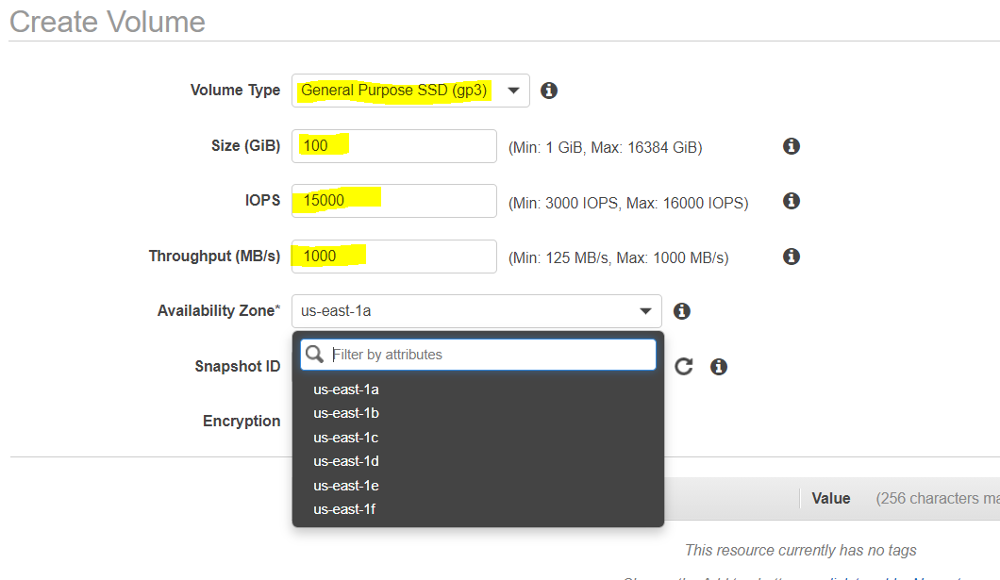 Create Volume
Volume Type General Purpose SSD (gp3)
Size (GiB) 100 (Min: 1 GiB, Max: 16384 GiB)
IOPS 15000 (Min: 3000 IOPS, Max: 16000 IOPS)
Throughput (MB/s) 1000 (Min: 125 MB/s, Max: 1000 MB/s)
Availability Zone* us-east-1a
Snapshot ID Filter by attributes
us-east-1a
us-east-1b
Encryption us-east-1c
us-east-1d
us-east-1e
us-east-1f
Value (256 characters ma
This resource currently has no tags